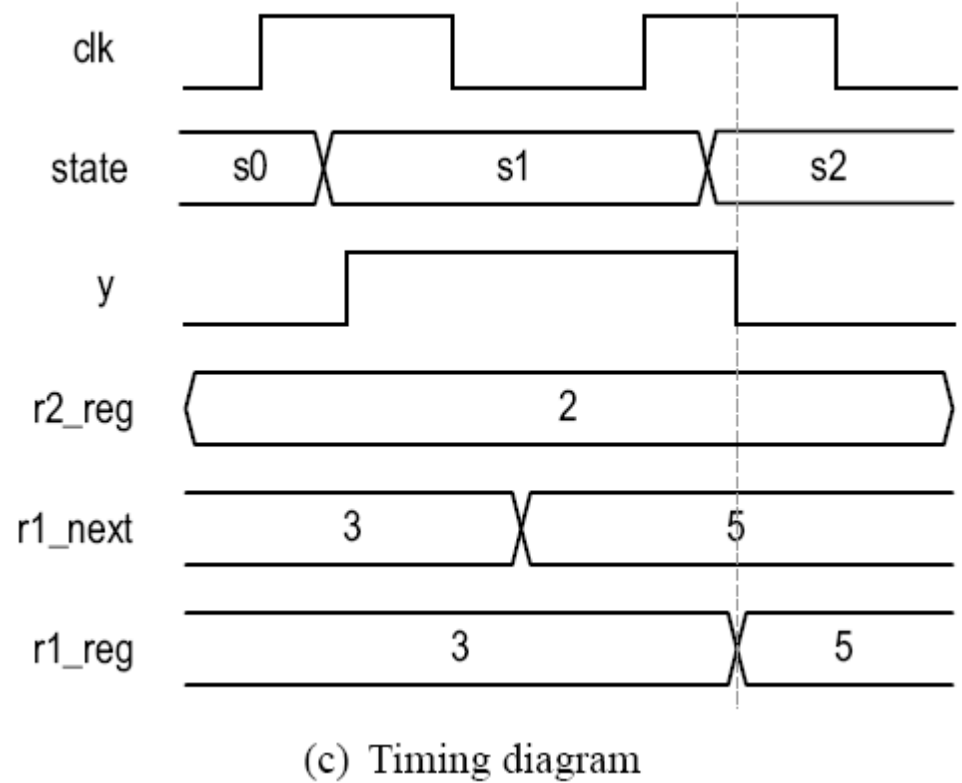 clk
state s0 s1 s2
y
r2_reg 2
r1_next 3 5
r1_reg 3 5
(c) Timing diagram